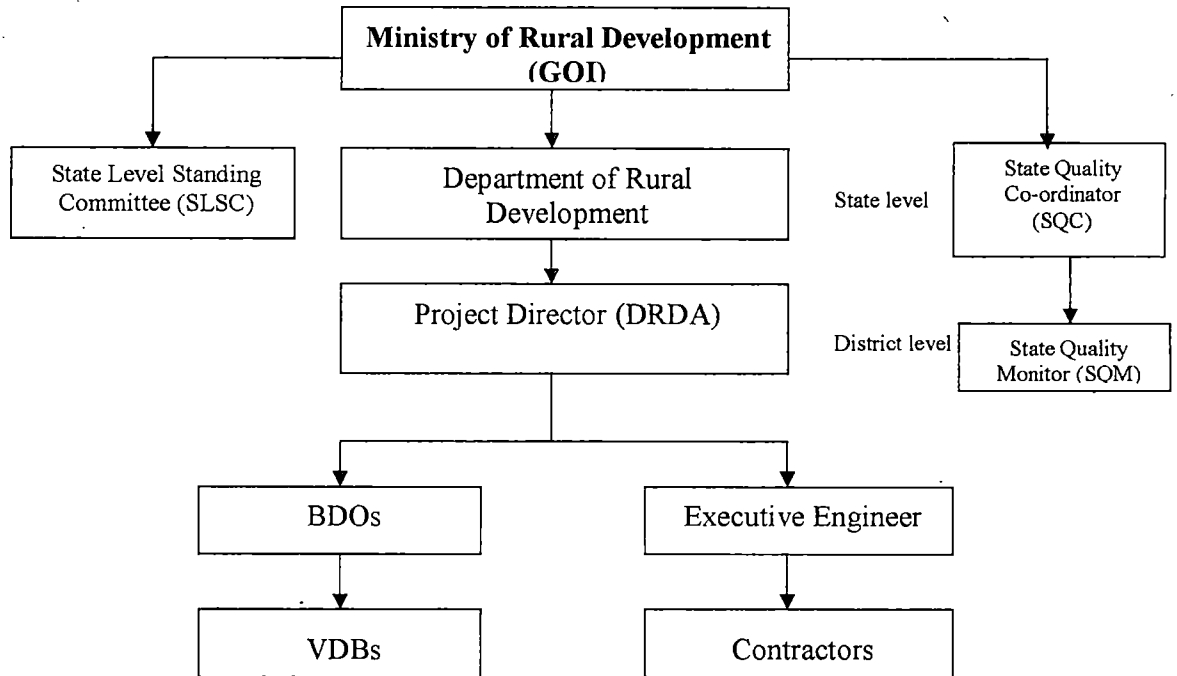 Ministry of Rural Development
(GOI)
State Level Standing
Committee (SLSC)
Department of Rural
Development
State level
State Quality
Co-ordinator
(SQC)
Project Director (DRDA)
District level
State Quality
Monitor (SQM)
BDOs
Executive Engineer
VDBs
Contractors